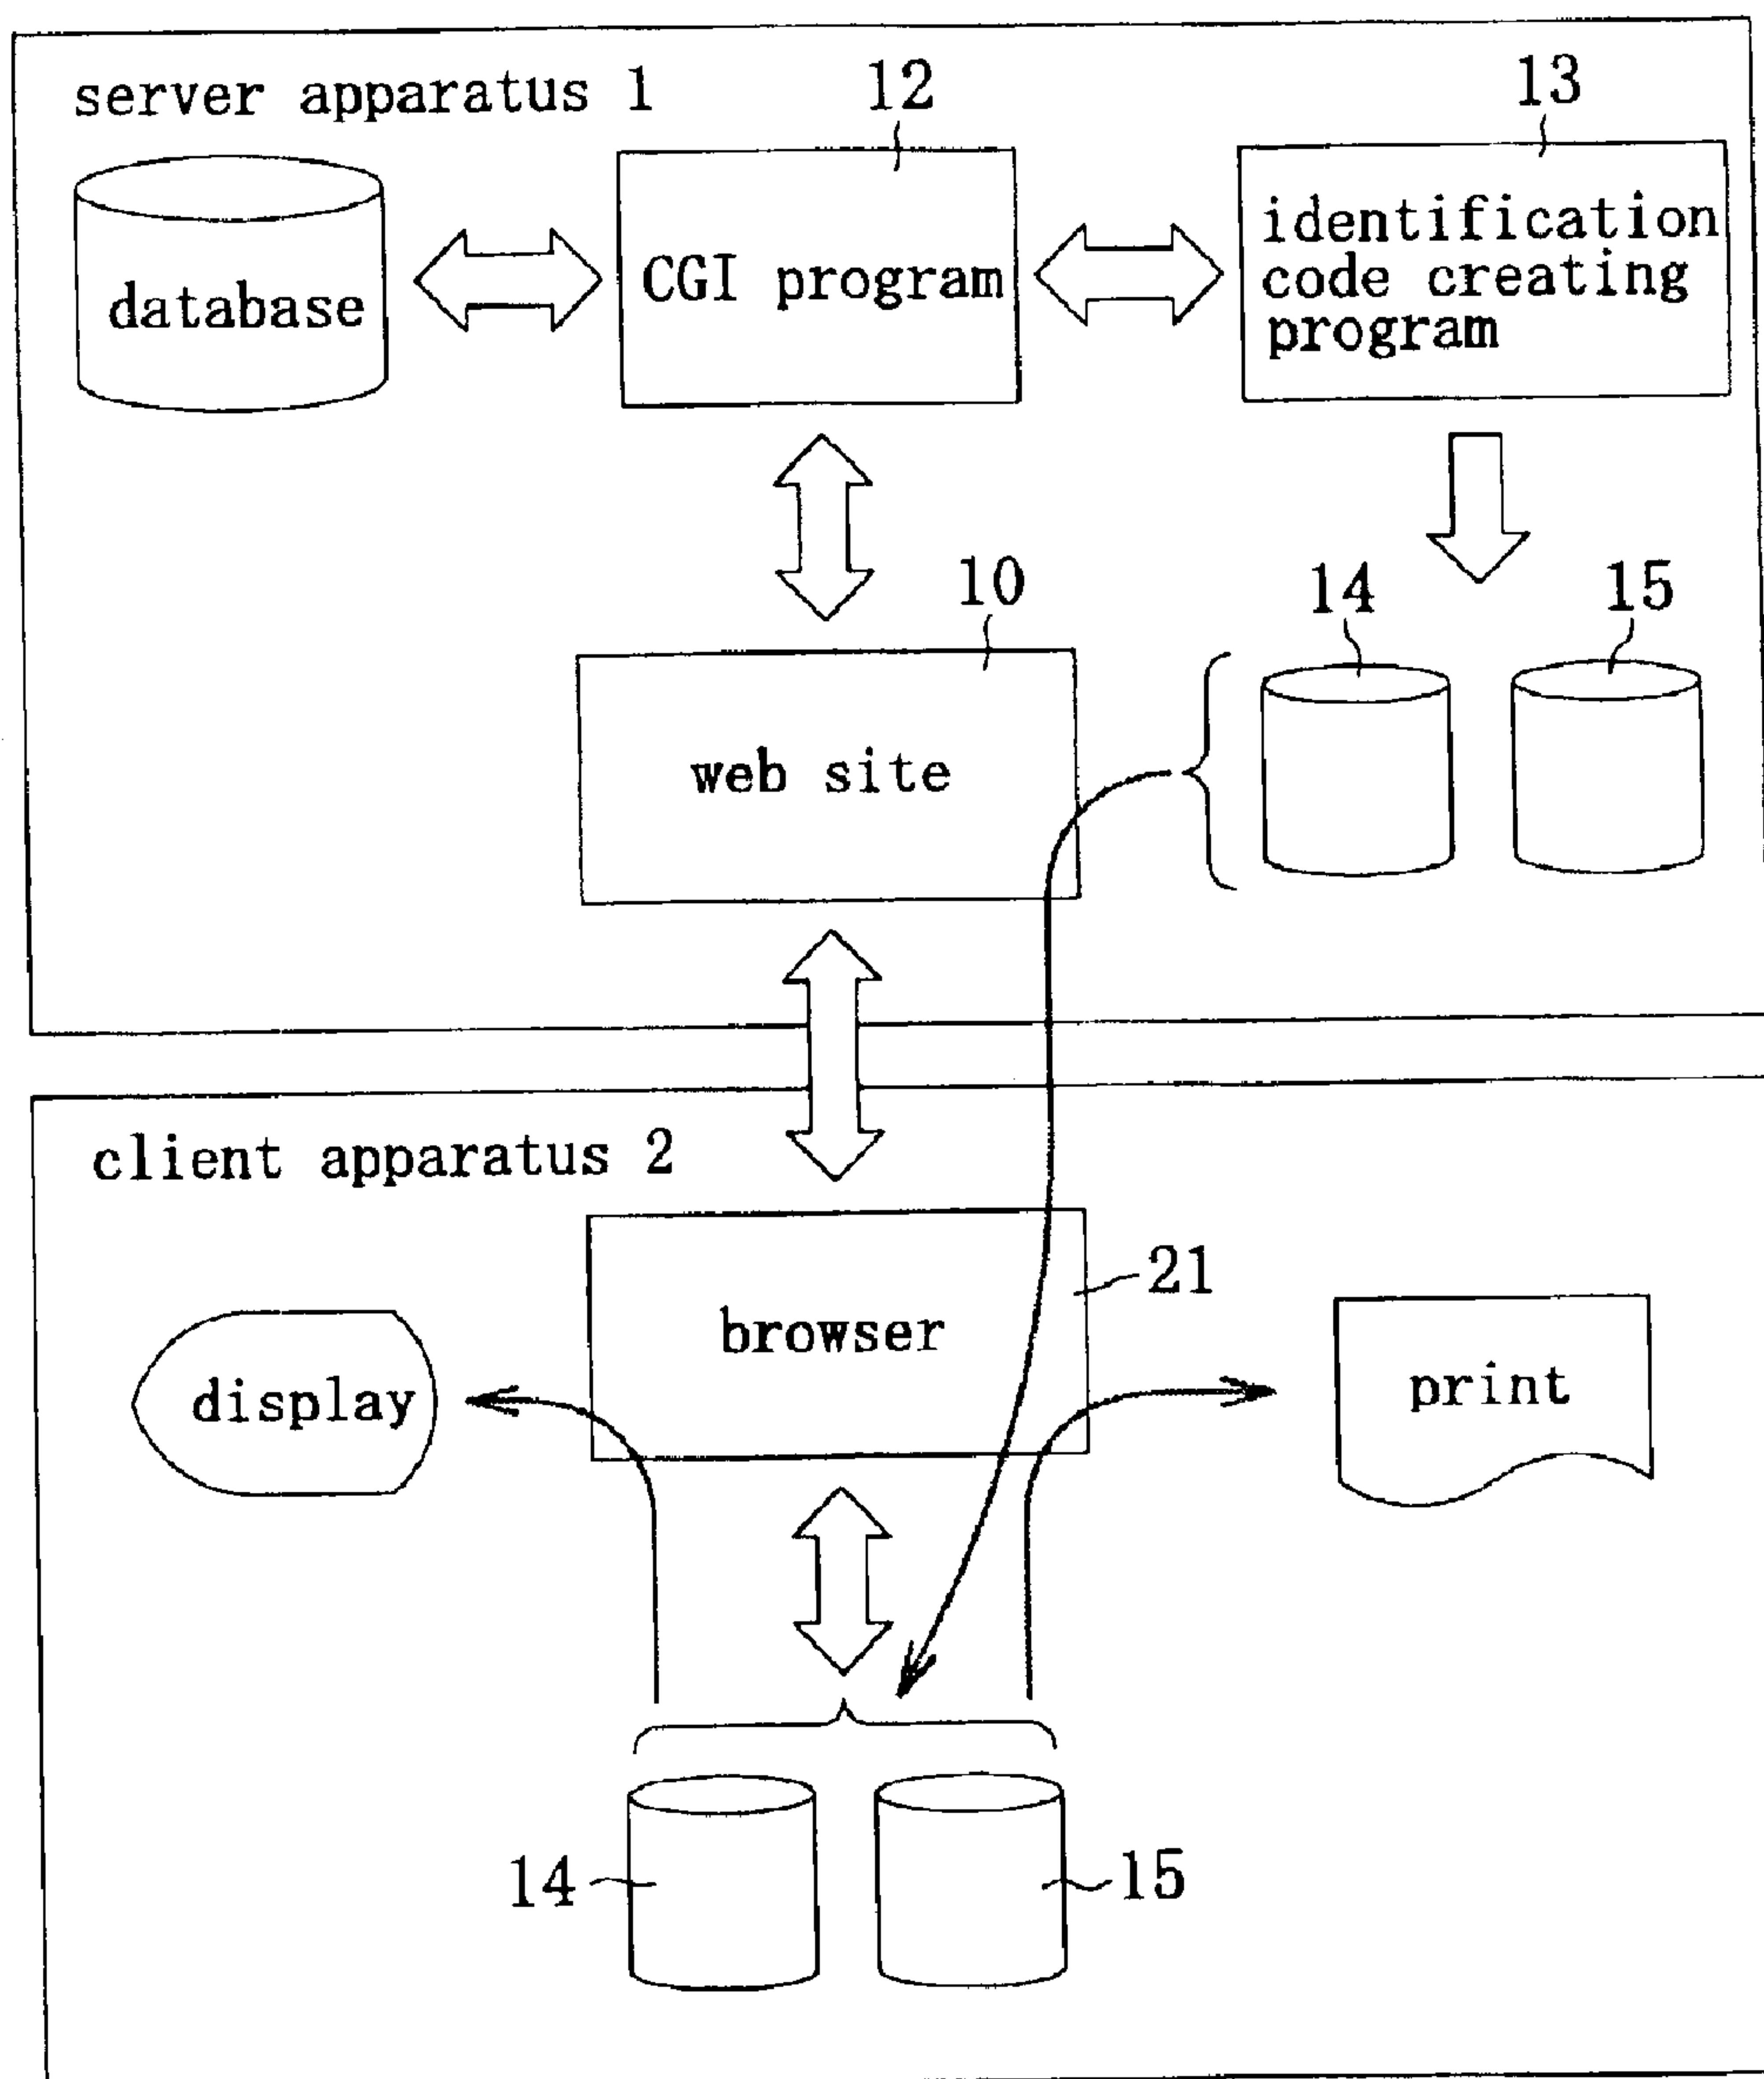 server apparatus 1
12
13
database
CGI program
identification
code creating
program
10
14
15
web site
client apparatus 2
21
browser
display
print
14
15